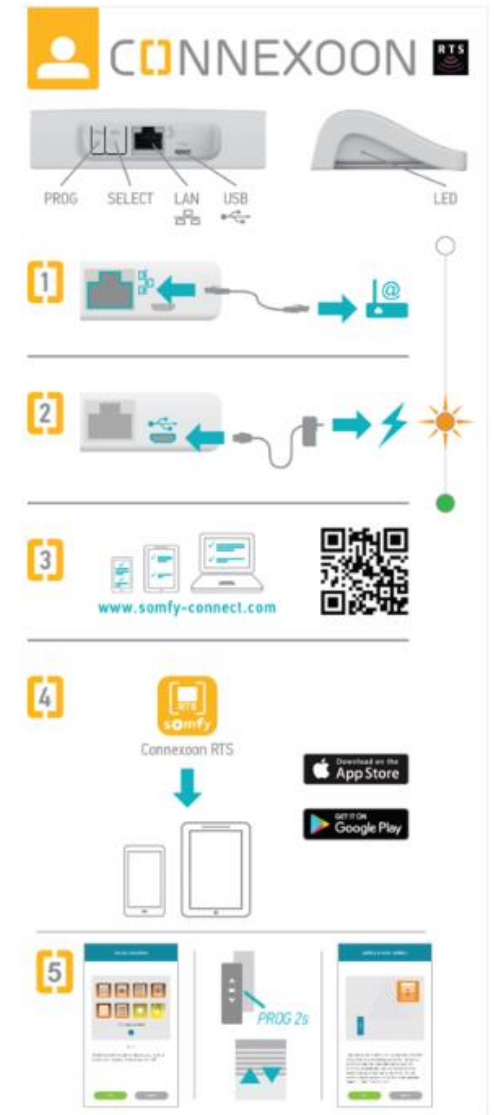 CONNEXOON RTS
PROG SELECT LAN USB LED
[1]
@
[2]
[3]
www.somfy-connect.com
[4]
RTS
somfy
Connexoon RTS
Download on the
App Store
GET IT ON
Google Play
[5]
PROG 2s